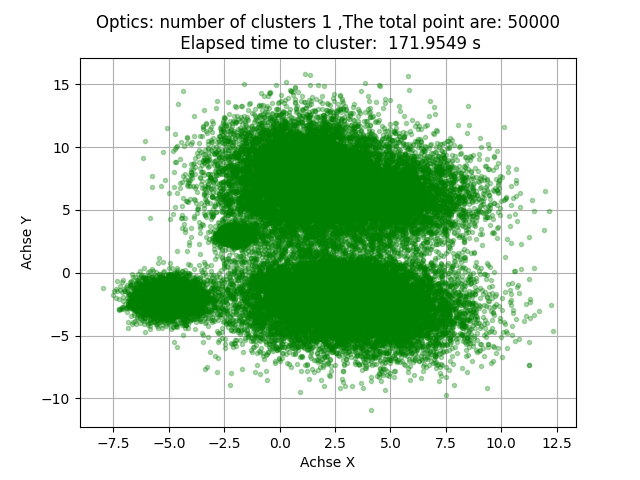 Optics: number of clusters 1 ,The total point are: 50000
Elapsed time to cluster:  171.9549 s
15
10
5
0
−5
−10
Achse Y
−7.5 −5.0 −2.5 0.0 2.5 5.0 7.5 10.0 12.5
Achse X